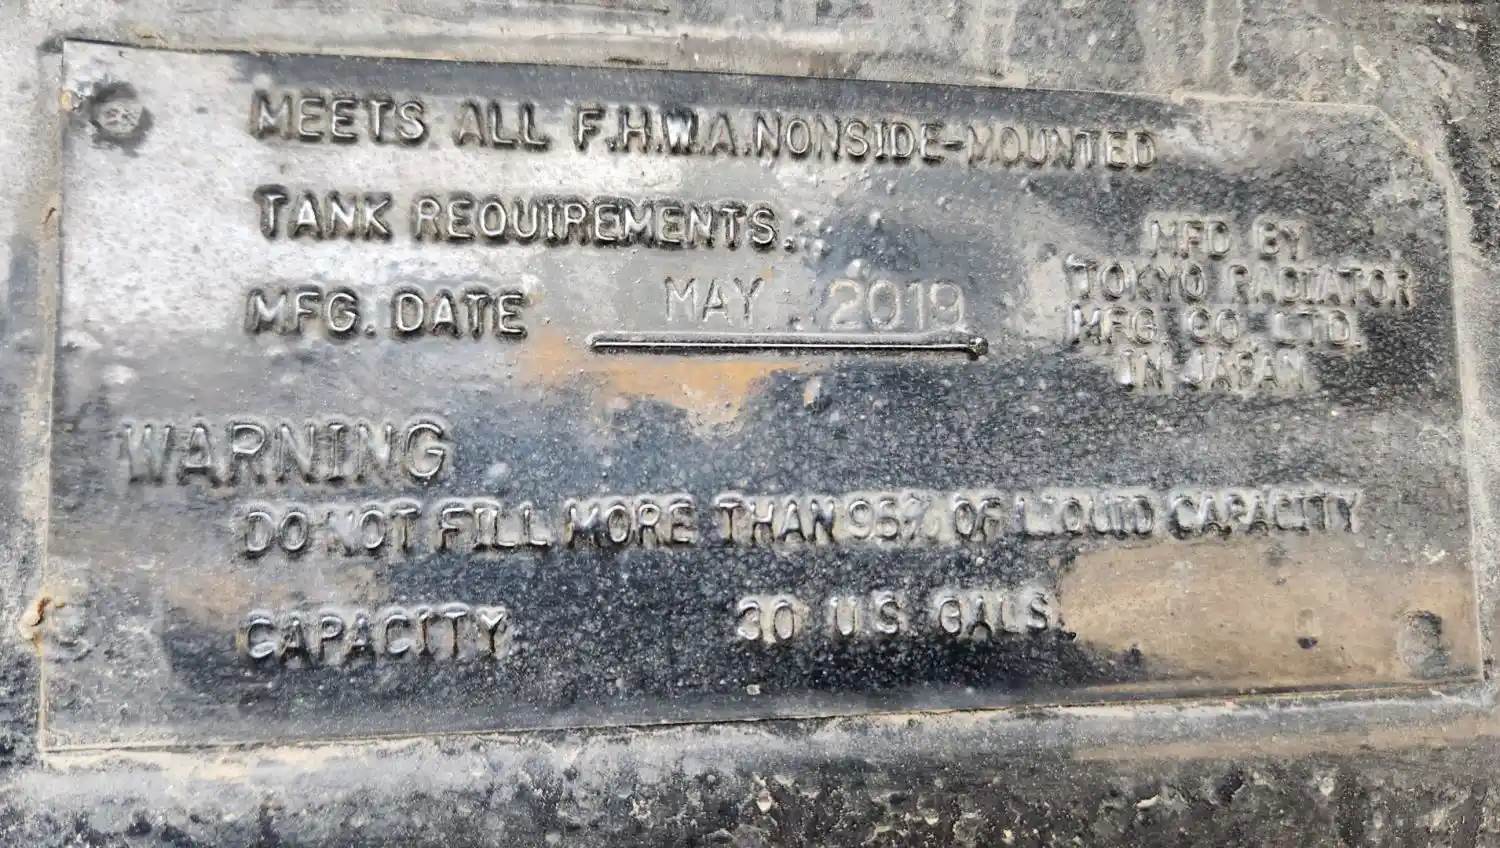 MEETS ALL F.H.W.A. NONSIDE-MOUNTED
TANK REQUIREMENTS.
MFG. DATE MAY 2019
MFD BY
TOKYO RADIATOR
MFG. CO. LTD.
IN JAPAN
WARNING
DO NOT FILL MORE THAN 95% OF LIQUID CAPACITY
CAPACITY 30 U.S. GALS.